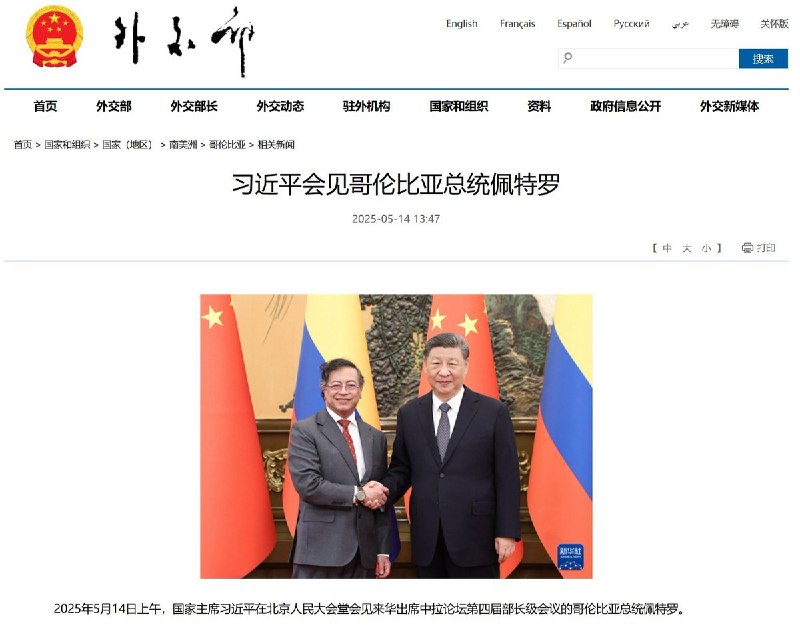 外交部
English Français Español Русский عربي 无障碍 关怀版
搜索
首页 外交部 外交部长 外交动态 驻外机构 国家和组织 资料 政府信息公开 外交新媒体
首页 > 国家和组织 > 国家（地区） > 南美洲 > 哥伦比亚 > 相关新闻
习近平会见哥伦比亚总统佩特罗
2025-05-14 13:47
【 中 大 小 】 打印
2025年5月14日上午，国家主席习近平在北京人民大会堂会见来华出席中拉论坛第四届部长级会议的哥伦比亚总统佩特罗。